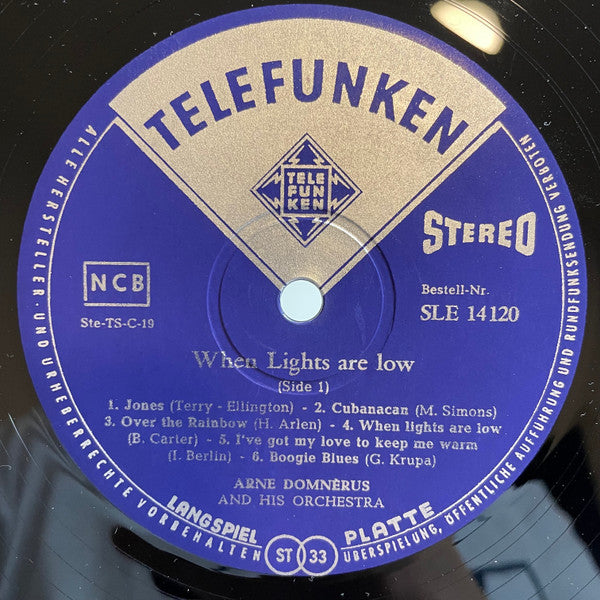 TELEFUNKEN
TELE
FUN
KEN
STEREO
NCB
Ste-TS-C-19
Bestell-Nr.
SLE 14120
When Lights are low
(Side 1)
1. Jones (Terry - Ellington) - 2. Cubanacan (M. Simons)
3. Over the Rainbow (H. Arlen) - 4. When lights are low
(B. Carter) - 5. I've got my love to keep me warm
(I. Berlin) - 6. Boogie Blues (G. Krupa)
ARNE DOMNÉRUS
AND HIS ORCHESTRA
LANGSPIEL PLATTE
ST 33
ALLE HERSTELLER- UND URHEBERRECHTE VORBEHALTEN
ÜBERSPIELUNG, ÖFFENTLICHE AUFFÜHRUNG UND RUNDFUNKSENDUNG VERBOTEN